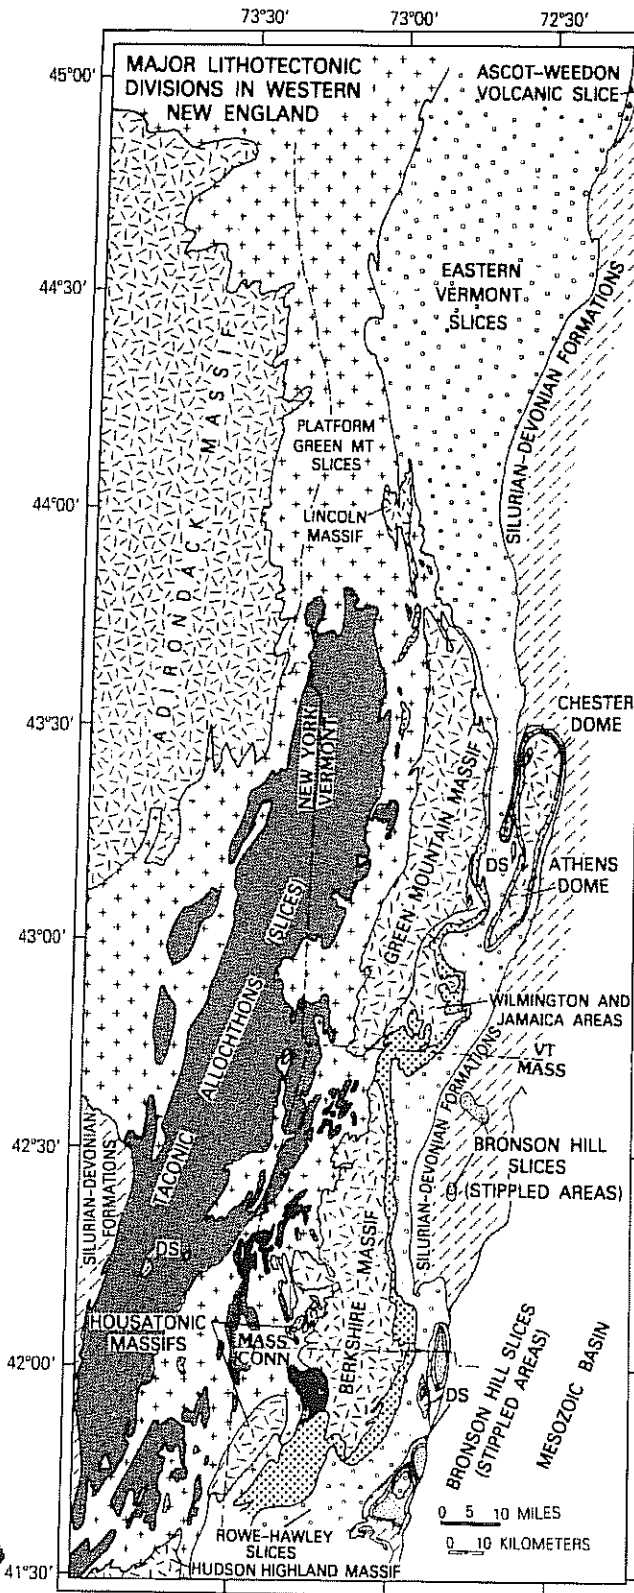 73°30'
73°00'
72°30'
45°00'
MAJOR LITHOTECTONIC
DIVISIONS IN WESTERN
NEW ENGLAND
ASCOT-WEEDON
VOLCANIC SLICE
44°30'
EASTERN
VERMONT
SLICES
SILURIAN-DEVONIAN FORMATIONS
ADIRONDACK MASSIF
PLATFORM
GREEN MT
SLICES
44°00'
LINCOLN
MASSIF
43°30'
NEW YORK
VERMONT
CHESTER
DOME
GREEN MOUNTAIN MASSIF
DS
ATHENS
DOME
43°00'
TACONIC ALLOCHTHONS (SLICES)
WILMINGTON AND
JAMAICA AREAS
VT
MASS
42°30'
SILURIAN-DEVONIAN
FORMATIONS
SILURIAN-DEVONIAN FORMATIONS
BRONSON HILL
SLICES
(STIPPLED AREAS)
DS
HOUSATONIC
MASSIFS
MASS
CONN
BERKSHIRE MASSIF
42°00'
DS
BRONSON HILL SLICES
(STIPPLED AREAS)
MESOZOIC BASIN
0 5 10 MILES
0 10 KILOMETERS
ROWE-HAWLEY
SLICES
HUDSON HIGHLAND MASSIF
41°30'